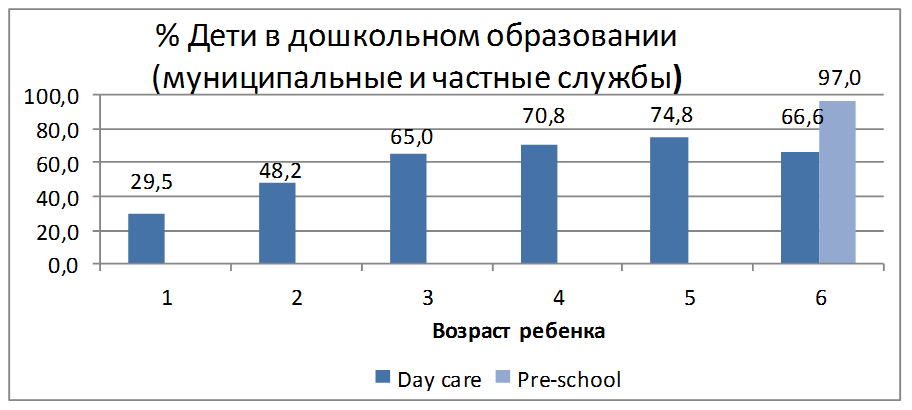 % Дети в дошкольном образовании
(муниципальные и частные службы)
97,0
100,0
80,0
60,0
40,0
20,0
0,0
29,5
48,2
65,0
70,8
74,8
66,6
1 2 3 4 5 6
Возраст ребенка
Day care Pre-school